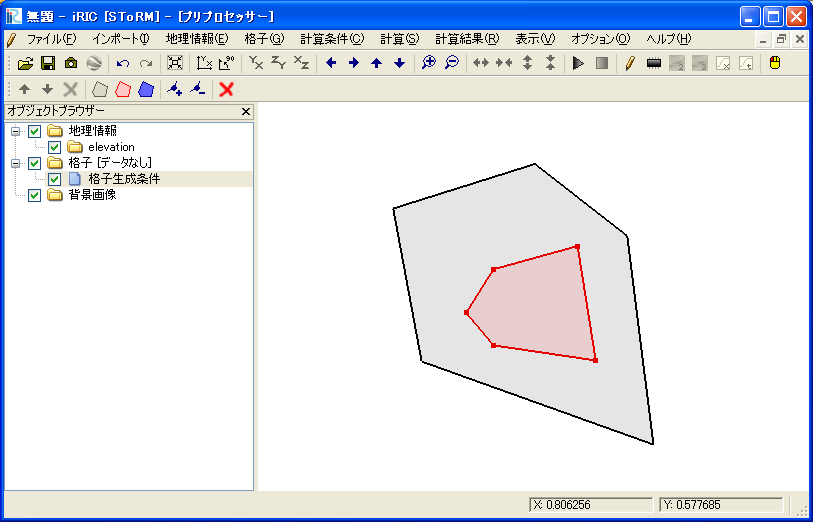 無題 - iRIC [SToRM] - [プリプロセッサー]
ファイル(F) インポート(I) 地理情報(E) 格子(G) 計算条件(C) 計算(S) 計算結果(R) 表示(V) オプション(O) ヘルプ(H)
オブジェクトブラウザー
地理情報
elevation
格子 [データなし]
格子生成条件
背景画像
X: 0.806256 Y: 0.577685